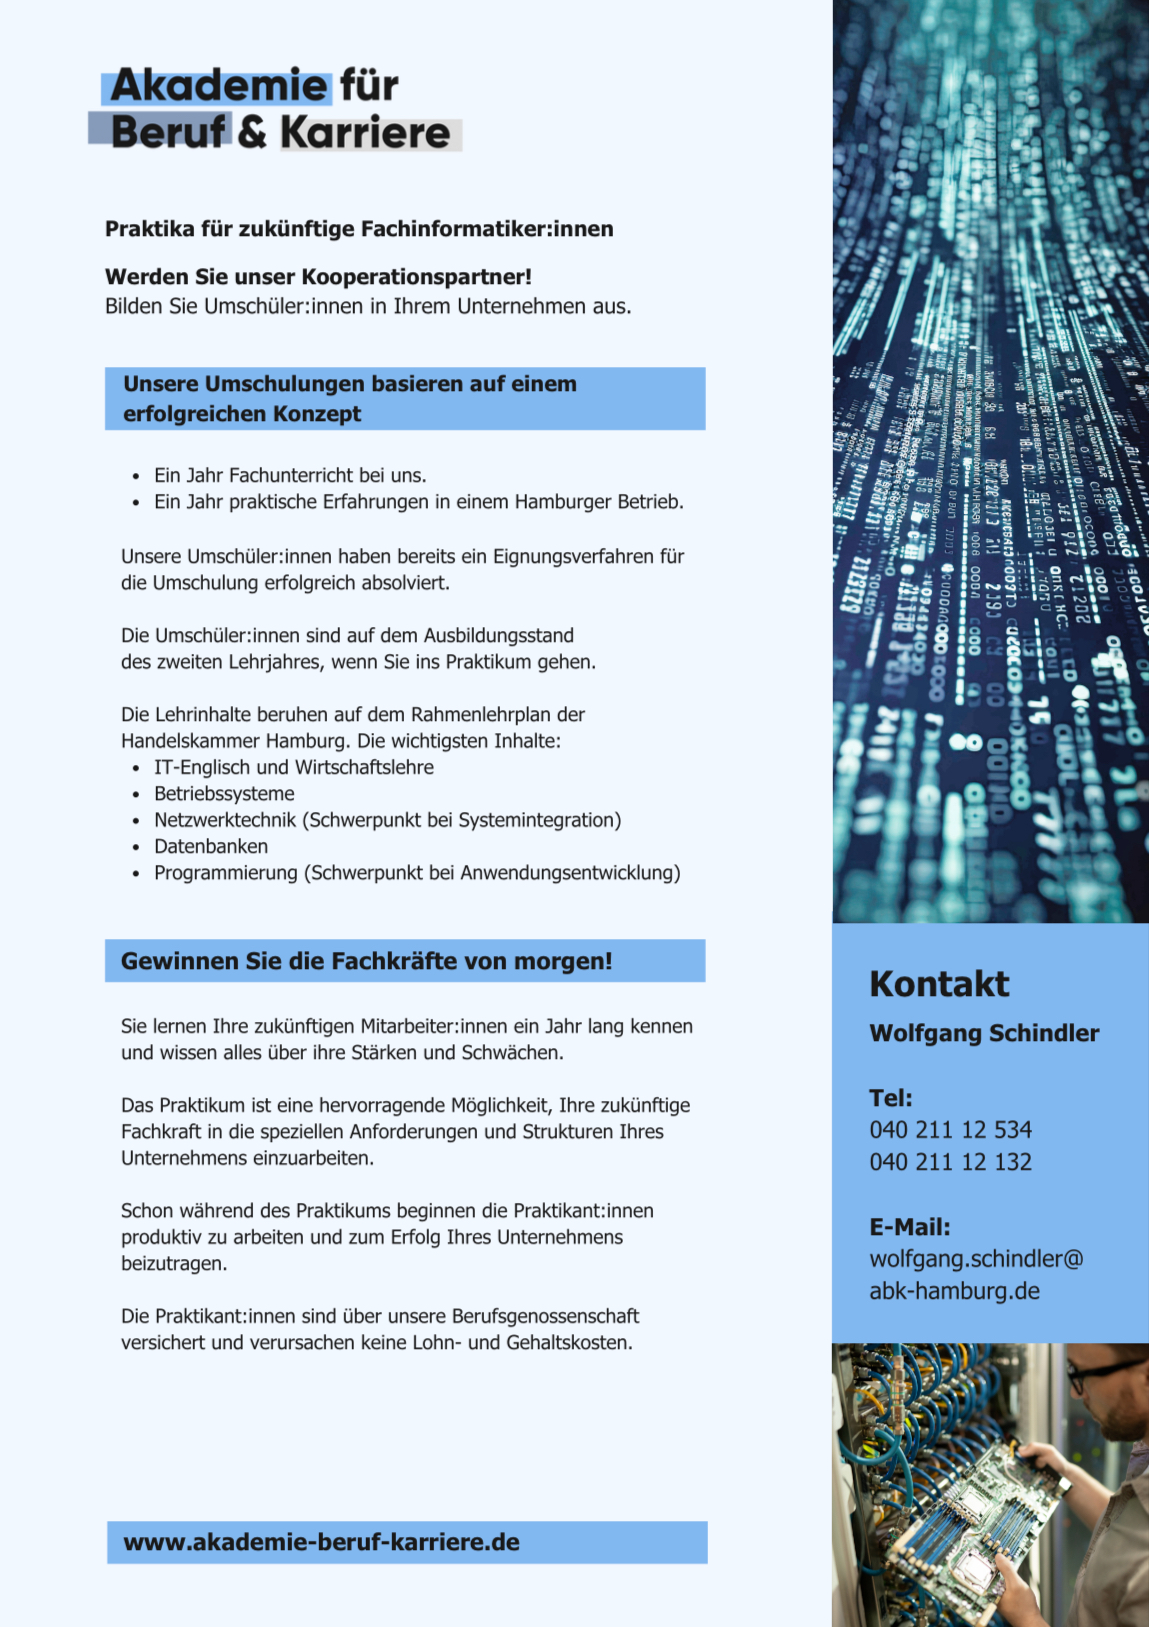 Akademie für
Beruf & Karriere
Praktika für zukünftige Fachinformatiker:innen
Werden Sie unser Kooperationspartner!
Bilden Sie Umschüler:innen in Ihrem Unternehmen aus.
Unsere Umschulungen basieren auf einem
erfolgreichen Konzept
• Ein Jahr Fachunterricht bei uns.
• Ein Jahr praktische Erfahrungen in einem Hamburger Betrieb.
Unsere Umschüler:innen haben bereits ein Eignungsverfahren für
die Umschulung erfolgreich absolviert.
Die Umschüler:innen sind auf dem Ausbildungsstand
des zweiten Lehrjahres, wenn Sie ins Praktikum gehen.
Die Lehrinhalte beruhen auf dem Rahmenlehrplan der
Handelskammer Hamburg. Die wichtigsten Inhalte:
• IT-Englisch und Wirtschaftslehre
• Betriebssysteme
• Netzwerktechnik (Schwerpunkt bei Systemintegration)
• Datenbanken
• Programmierung (Schwerpunkt bei Anwendungsentwicklung)
Gewinnen Sie die Fachkräfte von morgen!
Sie lernen Ihre zukünftigen Mitarbeiter:innen ein Jahr lang kennen
und wissen alles über ihre Stärken und Schwächen.
Das Praktikum ist eine hervorragende Möglichkeit, Ihre zukünftige
Fachkraft in die speziellen Anforderungen und Strukturen Ihres
Unternehmens einzuarbeiten.
Schon während des Praktikums beginnen die Praktikant:innen
produktiv zu arbeiten und zum Erfolg Ihres Unternehmens
beizutragen.
Die Praktikant:innen sind über unsere Berufsgenossenschaft
versichert und verursachen keine Lohn- und Gehaltskosten.
www.akademie-beruf-karriere.de
Kontakt
Wolfgang Schindler
Tel:
040 211 12 534
040 211 12 132
E-Mail:
wolfgang.schindler@
abk-hamburg.de